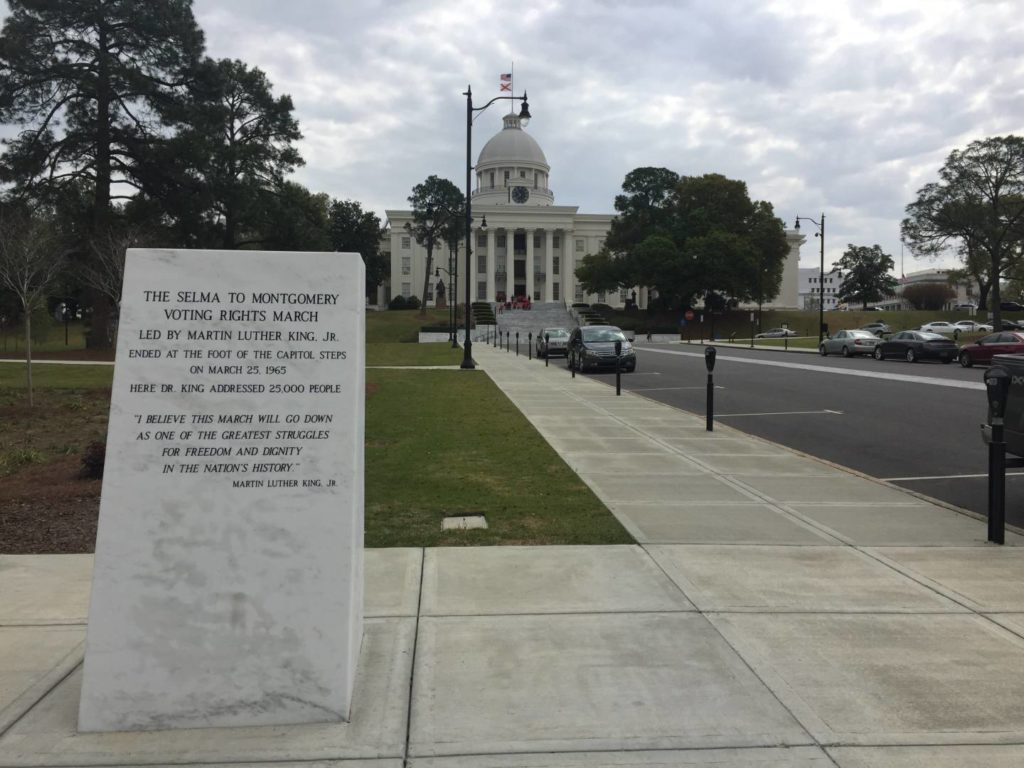 THE SELMA TO MONTGOMERY
VOTING RIGHTS MARCH
LED BY MARTIN LUTHER KING, JR.
ENDED AT THE FOOT OF THE CAPITOL STEPS
ON MARCH 25, 1965
HERE DR. KING ADDRESSED 25,000 PEOPLE
"I BELIEVE THIS MARCH WILL GO DOWN
AS ONE OF THE GREATEST STRUGGLES
FOR FREEDOM AND DIGNITY
IN THE NATION'S HISTORY."
MARTIN LUTHER KING, JR.